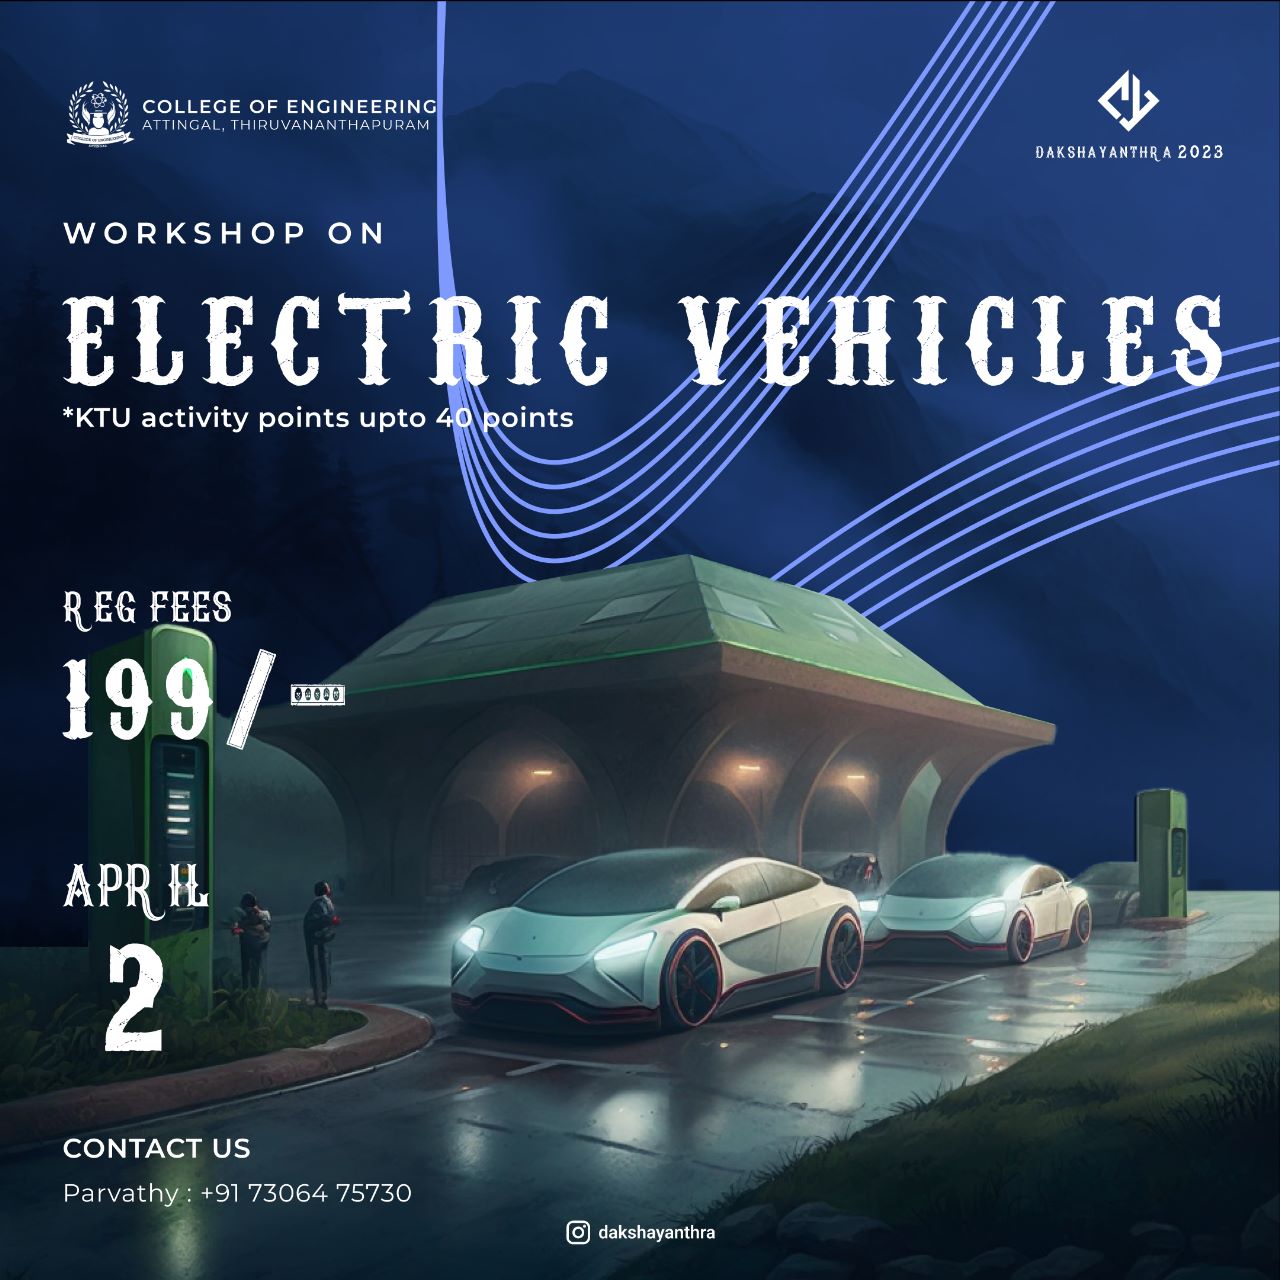 COLLEGE OF ENGINEERING
ATTINGAL, THIRUVANANTHAPURAM
DAKSHAYANTHRA 2023
WORKSHOP ON
ELECTRIC VEHICLES
*KTU activity points upto 40 points
REG FEES
199/-
APRIL
2
CONTACT US
Parvathy : +91 73064 75730
dakshayanthra